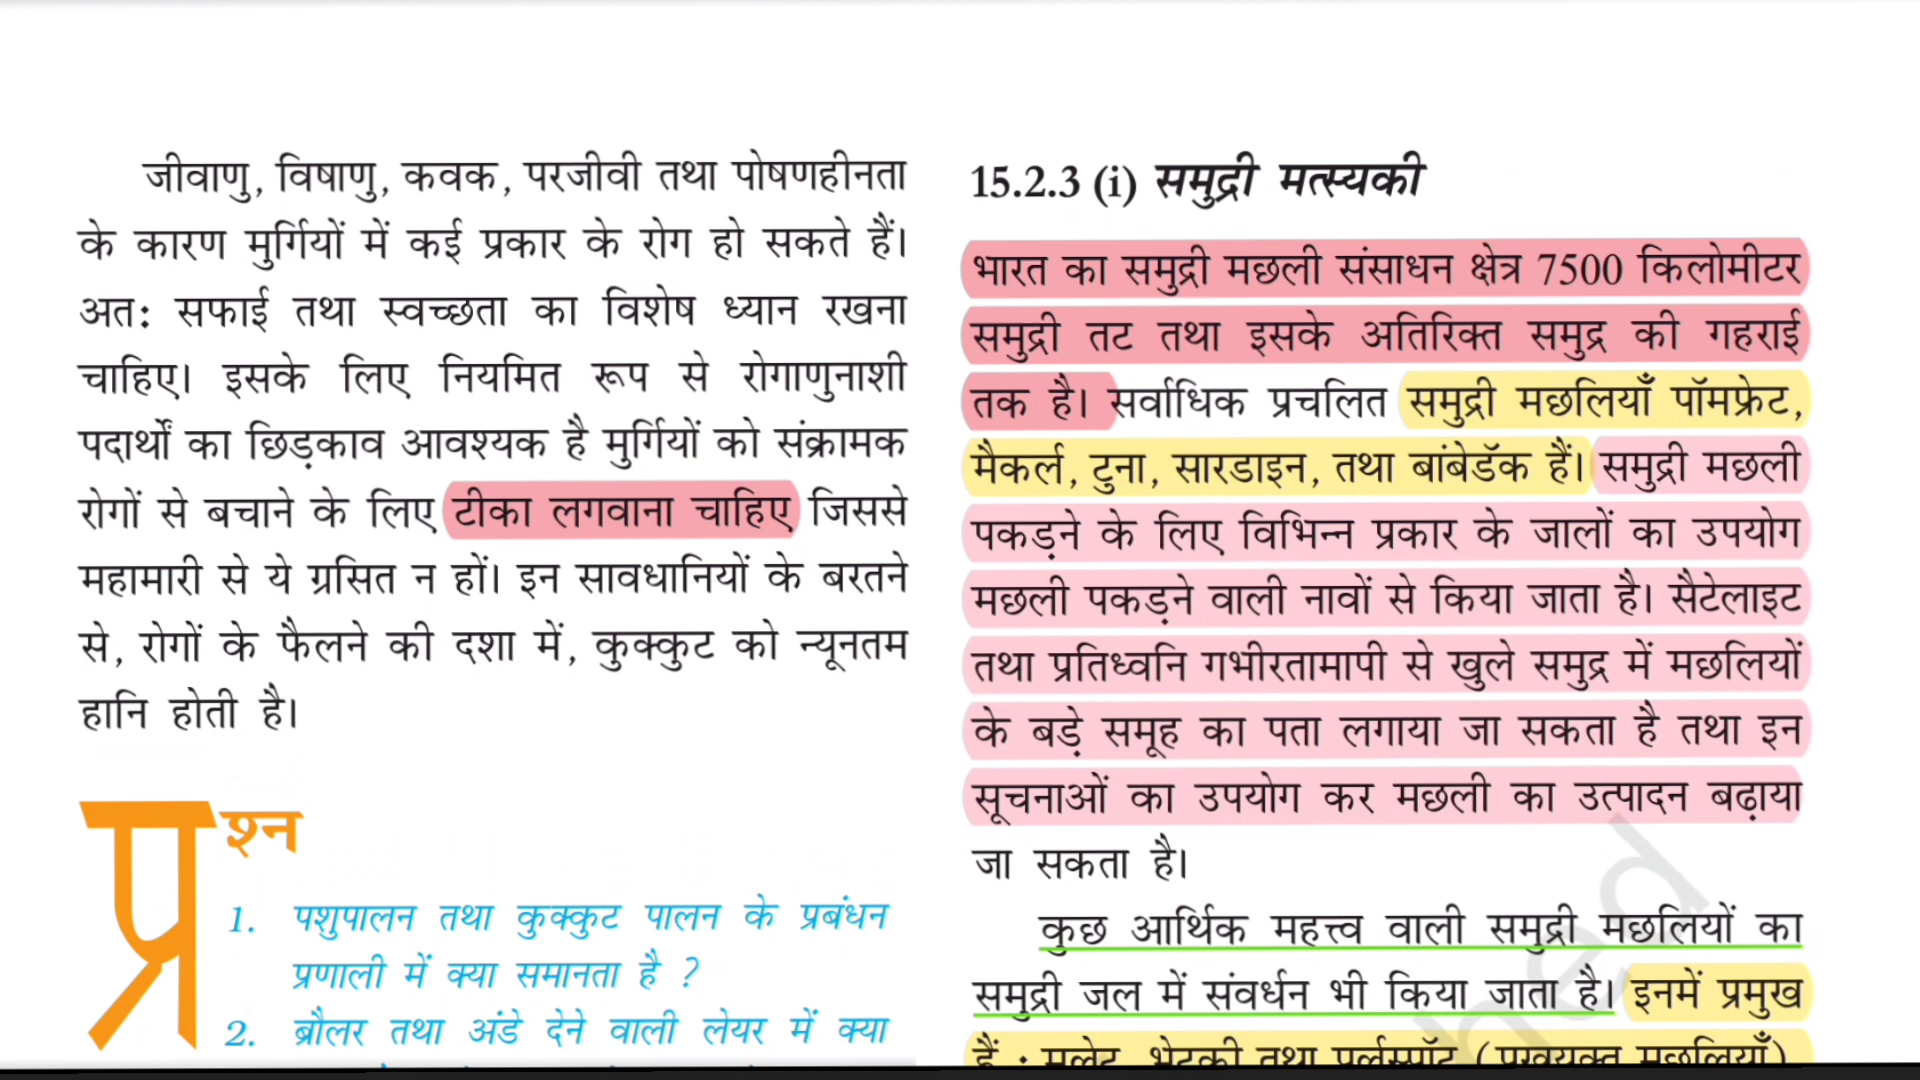 जीवाणु, विषाणु, कवक, परजीवी तथा पोषणहीनता
के कारण मुर्गियों में कई प्रकार के रोग हो सकते हैं।
अतः सफाई तथा स्वच्छता का विशेष ध्यान रखना
चाहिए। इसके लिए नियमित रूप से रोगाणुनाशी
पदार्थों का छिड़काव आवश्यक है मुर्गियों को संक्रामक
रोगों से बचाने के लिए टीका लगवाना चाहिए जिससे
महामारी से ये ग्रसित न हों। इन सावधानियों के बरतने
से, रोगों के फैलने की दशा में, कुक्कुट को न्यूनतम
हानि होती है।
प्रश्न
1. पशुपालन तथा कुक्कुट पालन के प्रबंधन
प्रणाली में क्या समानता है ?
2. ब्रौलर तथा अंडे देने वाली लेयर में क्या
15.2.3 (i) समुद्री मत्स्यकी
भारत का समुद्री मछली संसाधन क्षेत्र 7500 किलोमीटर
समुद्री तट तथा इसके अतिरिक्त समुद्र की गहराई
तक है। सर्वाधिक प्रचलित समुद्री मछलियाँ पॉमफ्रेट,
मैकर्ल, टुना, सारडाइन, तथा बांबेडॅक हैं। समुद्री मछली
पकड़ने के लिए विभिन्न प्रकार के जालों का उपयोग
मछली पकड़ने वाली नावों से किया जाता है। सैटेलाइट
तथा प्रतिध्वनि गभीरतामापी से खुले समुद्र में मछलियों
के बड़े समूह का पता लगाया जा सकता है तथा इन
सूचनाओं का उपयोग कर मछली का उत्पादन बढ़ाया
जा सकता है।
कुछ आर्थिक महत्त्व वाली समुद्री मछलियों का
समुद्री जल में संवर्धन भी किया जाता है। इनमें प्रमुख
हैं : मुलेट, भेटकी तथा पर्लस्पॉट (पखयुक्त मछलियाँ)